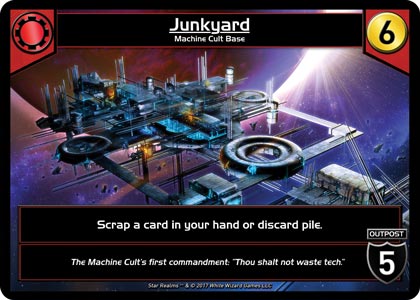 Junkyard
Machine Cult Base
6
Scrap a card in your hand or discard pile.
OUTPOST
5
The Machine Cult's first commandment: "Thou shalt not waste tech."
Star Realms™ & © 2017 White Wizard Games LLC